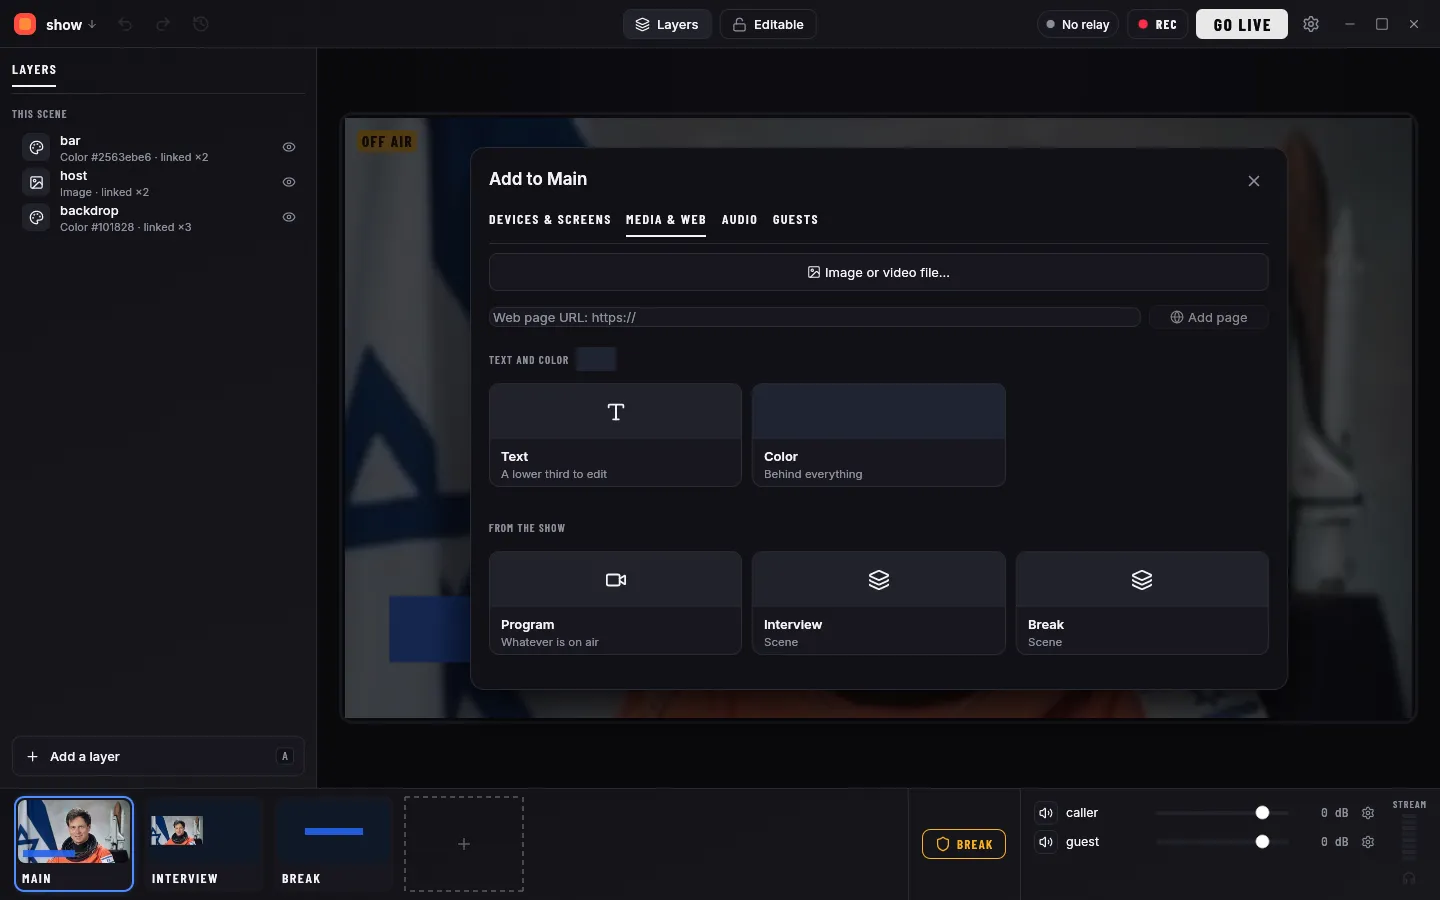 show
Layers
Editable
No relay
REC
GO LIVE
LAYERS
THIS SCENE
bar
Color #2563ebe6 · linked ×2
host
Image · linked ×2
backdrop
Color #101828 · linked ×3
Add a layer
A
OFF AIR
Add to Main
DEVICES & SCREENS
MEDIA & WEB
AUDIO
GUESTS
Image or video file...
Web page URL: https://
Add page
TEXT AND COLOR
Text
A lower third to edit
Color
Behind everything
FROM THE SHOW
Program
Whatever is on air
Interview
Scene
Break
Scene
MAIN
INTERVIEW
BREAK
BREAK
caller
0 dB
guest
0 dB
STREAM